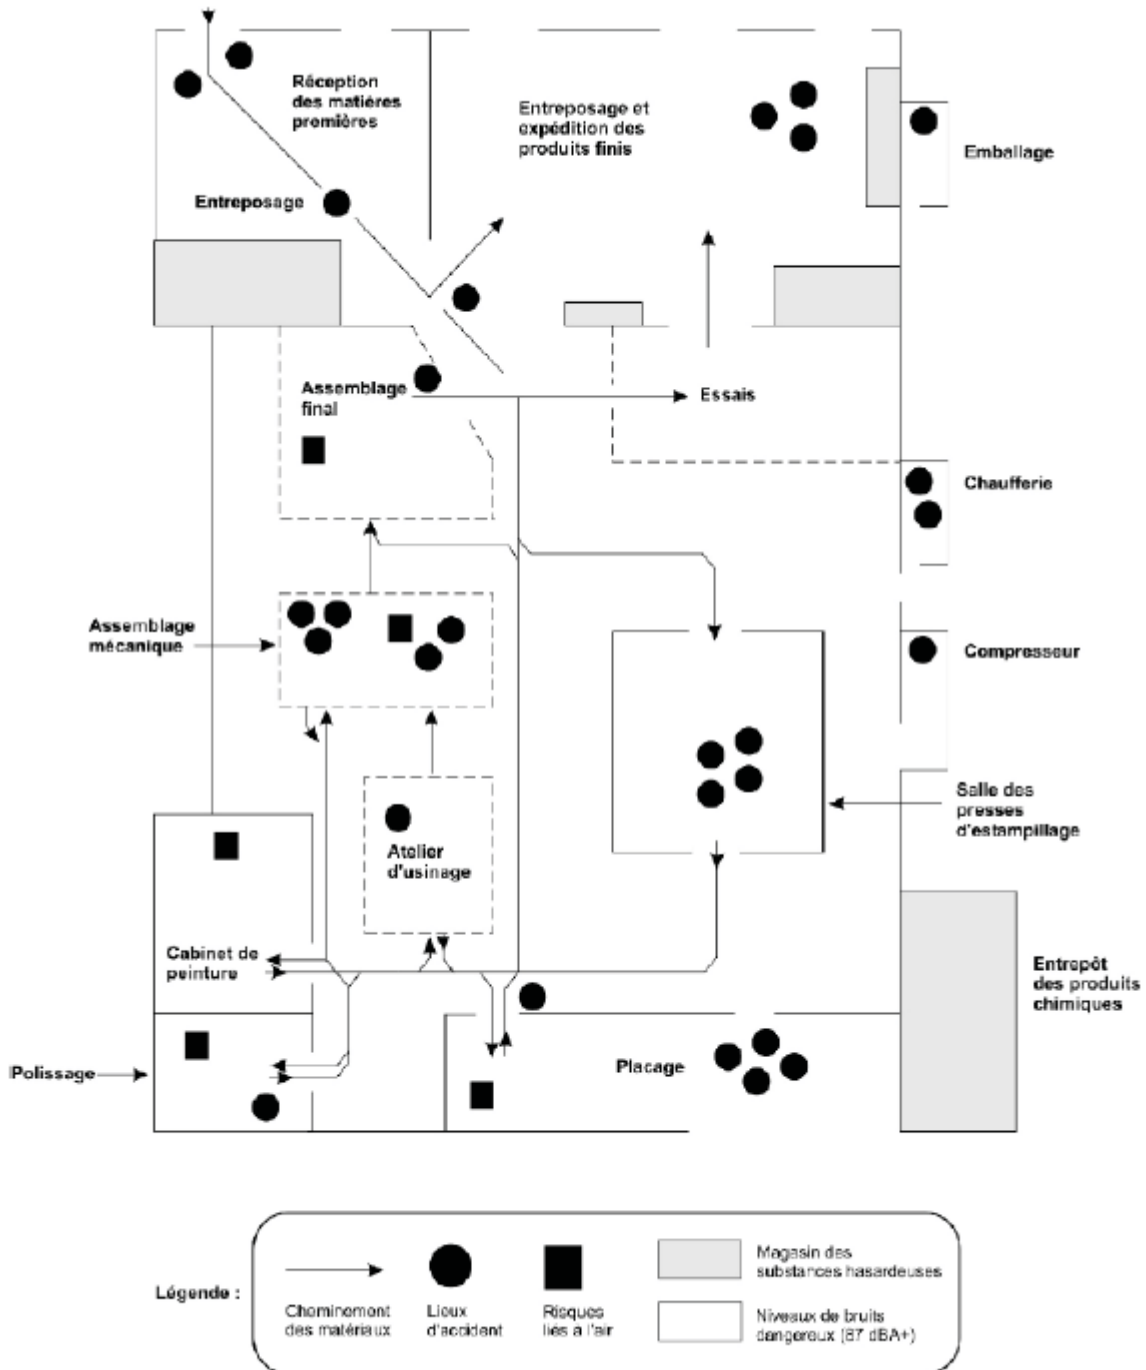 Réception
des matières
premières
Entreposage et
expédition des
produits finis
Emballage
Entreposage
Assemblage
final
Essais
Chaufferie
Assemblage
mécanique
Compresseur
Salle des
presses
d'estampillage
Atelier
d'usinage
Cabinet de
peinture
Entrepôt
des produits
chimiques
Polissage
Placage
Légende :
Cheminement
des matériaux
Lieux
d'accident
Risques
liés a l'air
Magasin des
substances hasardeuses
Niveaux de bruits
dangereux (87 dBA+)